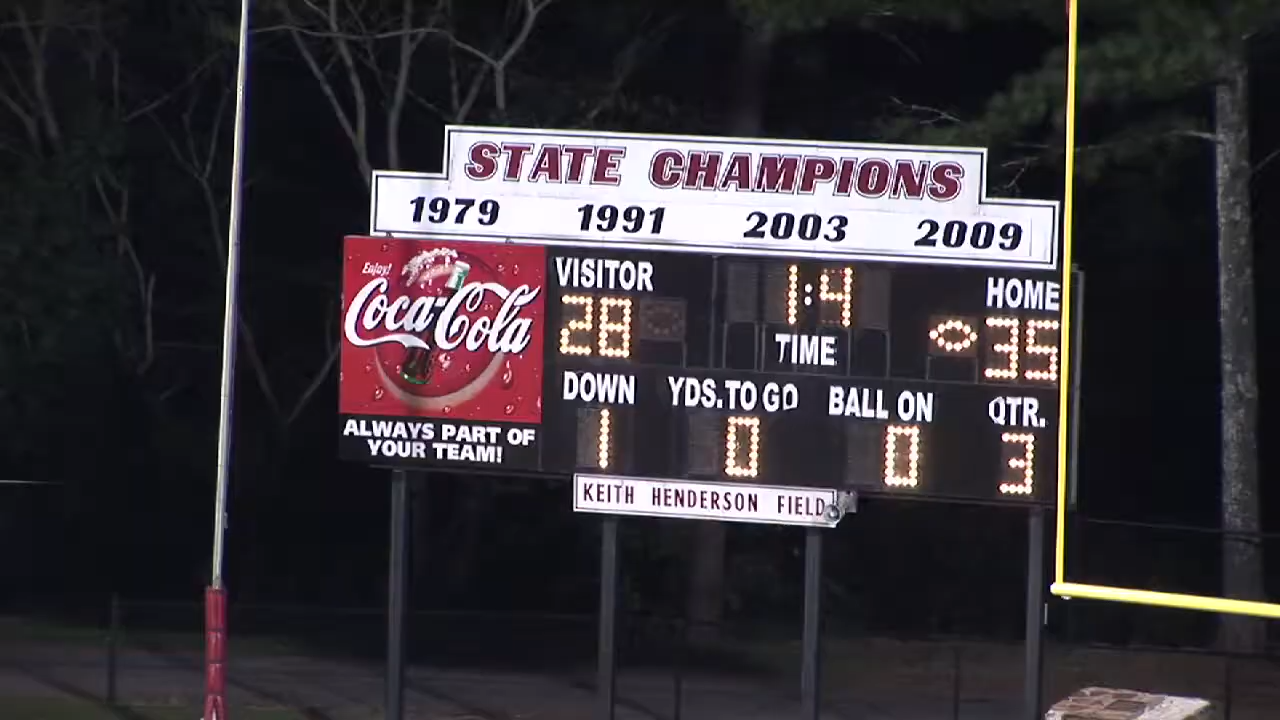 STATE CHAMPIONS
1979 1991 2003 2009
Enjoy!
Coca-Cola
ALWAYS PART OF
YOUR TEAM!
VISITOR 1:4 HOME
28 TIME 35
DOWN YDS. TO GO BALL ON QTR.
1 0 0 3
KEITH HENDERSON FIELD